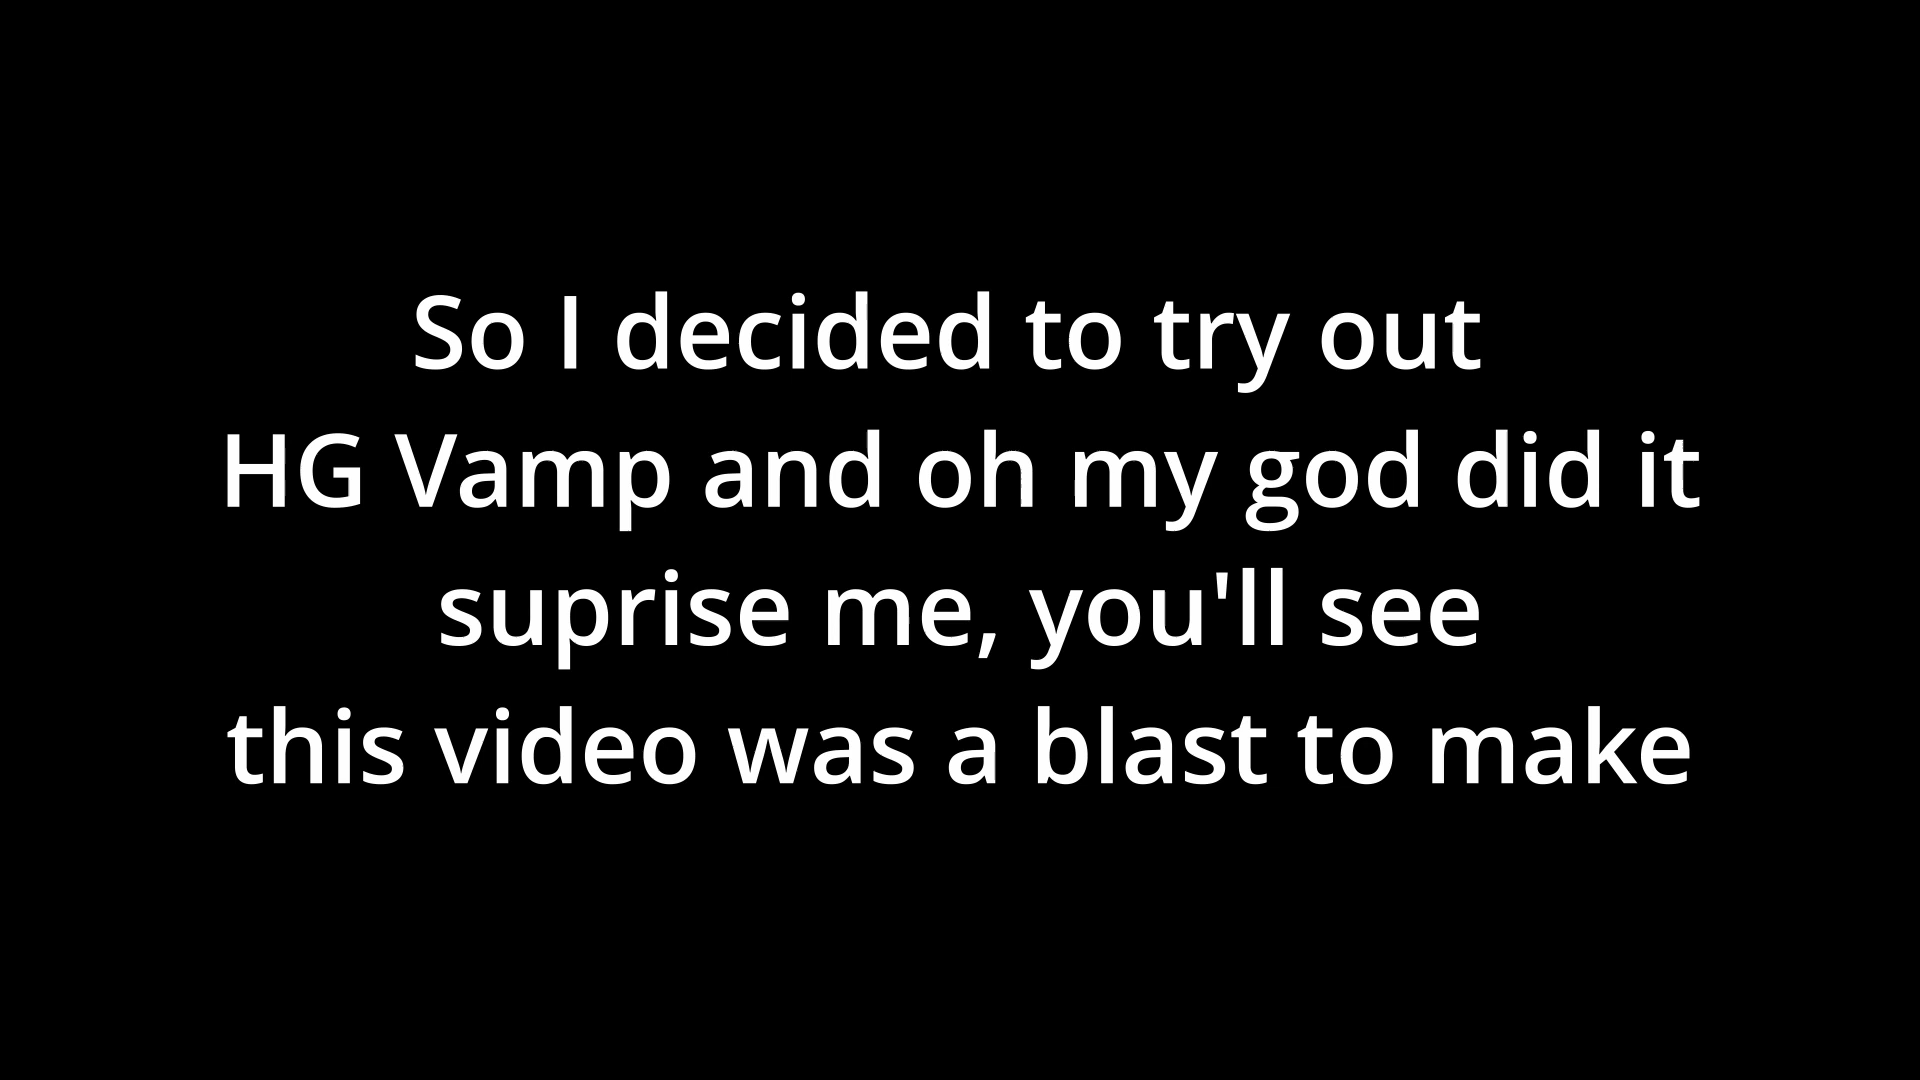 So I decided to try out
HG Vamp and oh my god did it
suprise me, you'll see
this video was a blast to make